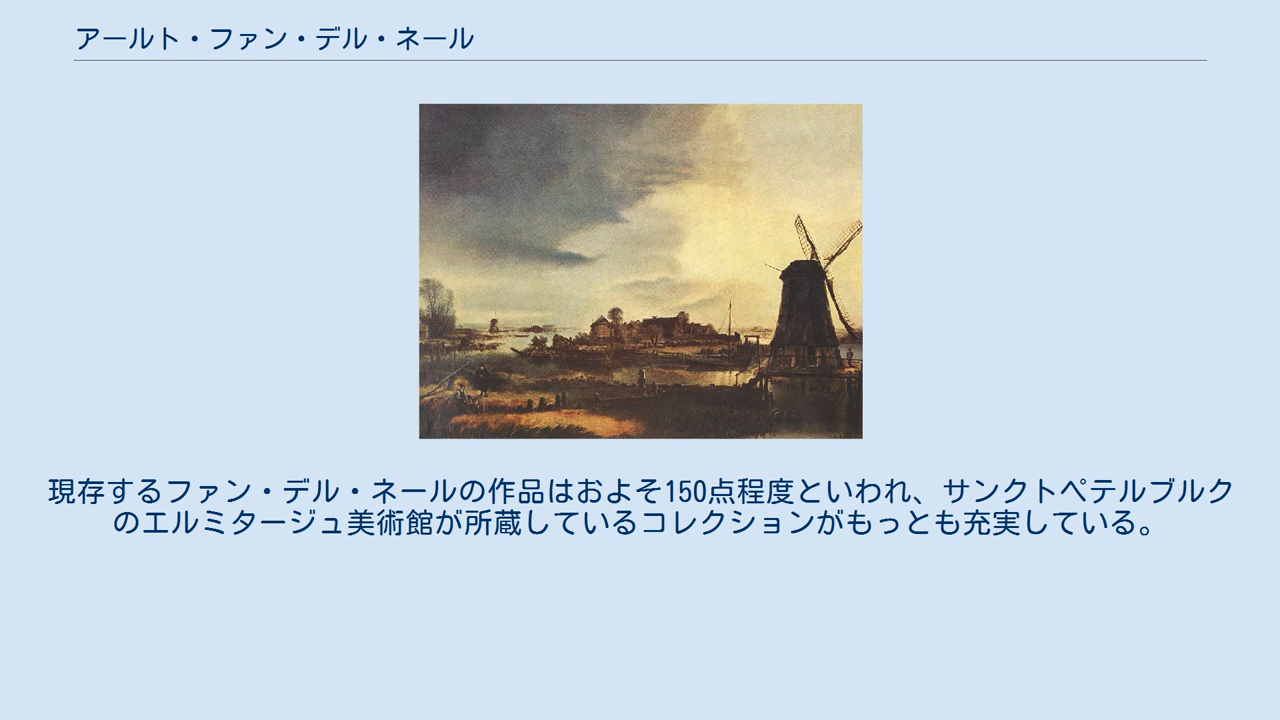 アールト・ファン・デル・ネール
現存するファン・デル・ネールの作品はおよそ150点程度といわれ、サンクトペテルブルク
のエルミタージュ美術館が所蔵しているコレクションがもっとも充実している。